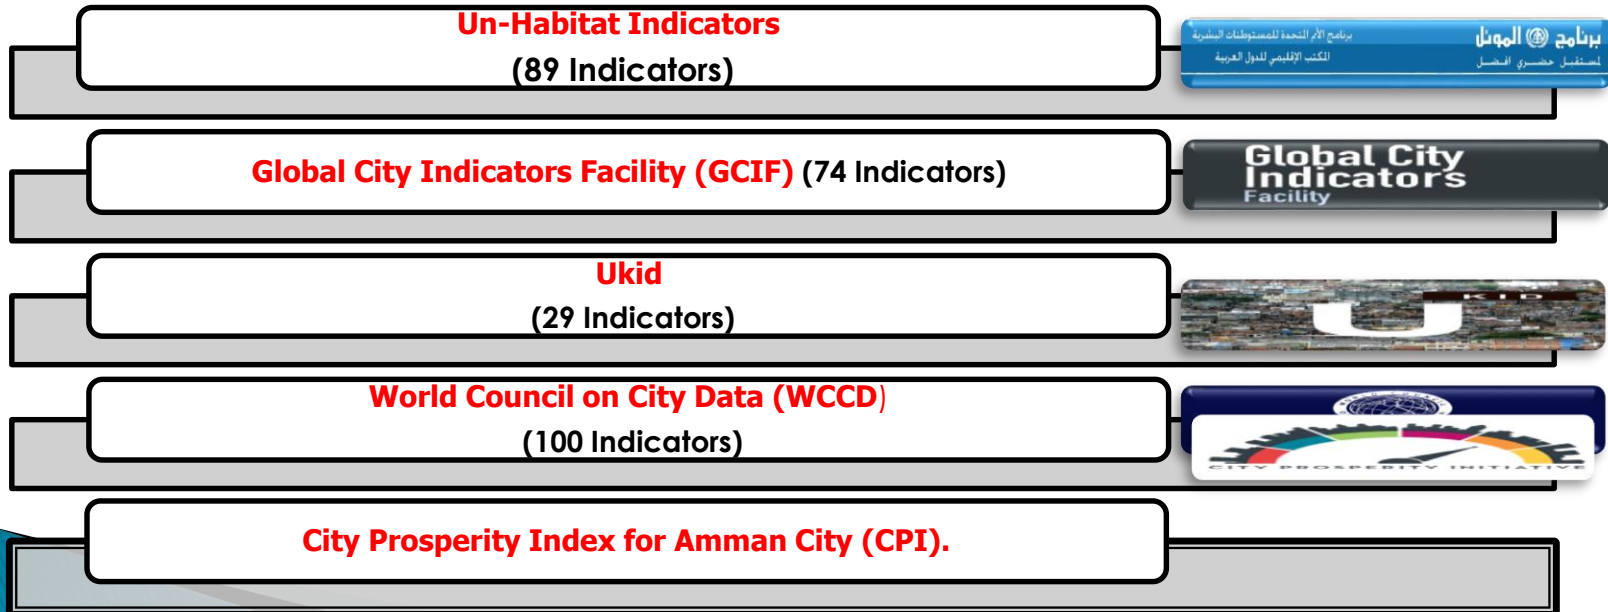 Un-Habitat Indicators
(89 Indicators)
برنامج الأمم المتحدة للمستوطنات البشرية
المكتب الإقليمي للدول العربية
برنامج الموئل
لمستقبل حضري افضل
Global City Indicators Facility (GCIF) (74 Indicators)
Global City
Indicators
Facility
Ukid
(29 Indicators)
U
KID
World Council on City Data (WCCD)
(100 Indicators)
CITY PROSPERITY INITIATIVE
City Prosperity Index for Amman City (CPI).